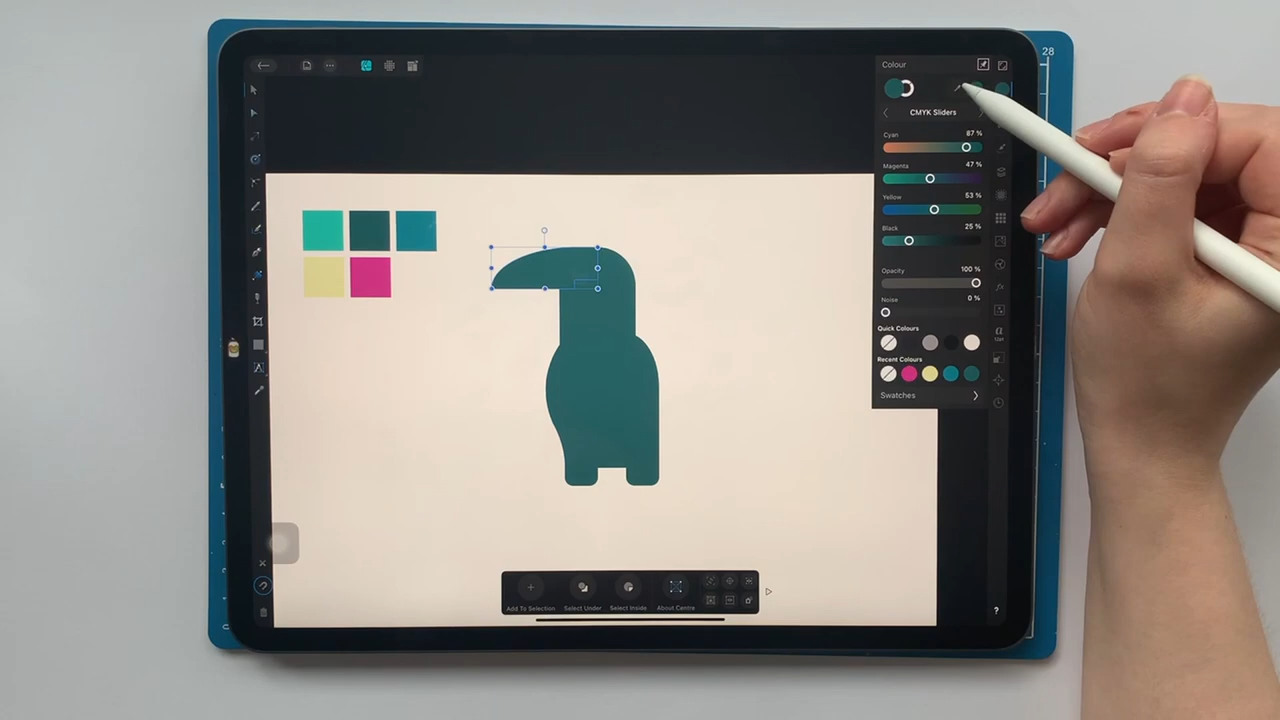 28
Colour
CMYK Sliders
Cyan 87 %
Magenta 47 %
Yellow 53 %
Black 25 %
Opacity 100 %
Noise 0 %
Quick Colours
Recent Colours
Swatches
Add To Selection Select Under Select Inside About Centre
?